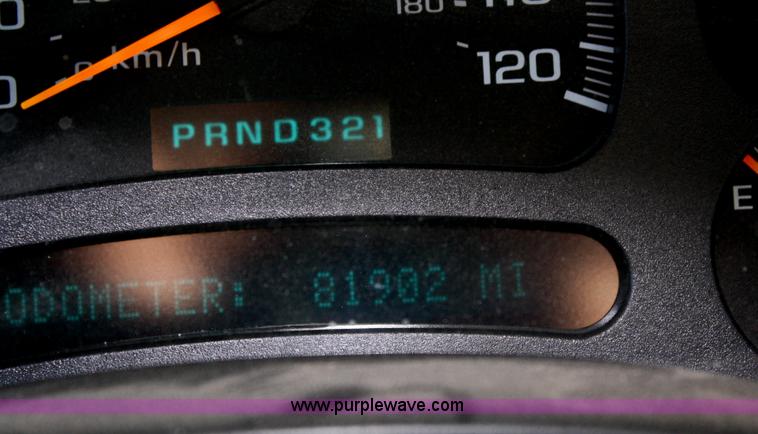 180
km/h
120
PRND321
E
ODOMETER: 81902 MI
www.purplewave.com